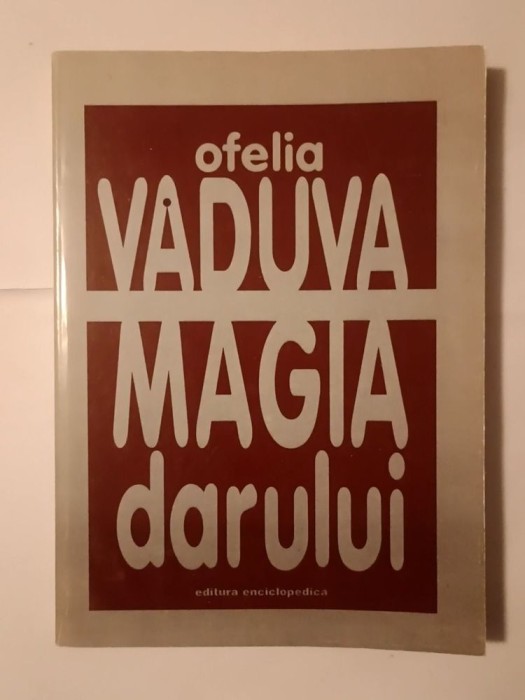 ofelia
VĂDUVA
MAGIA
darului
editura enciclopedica